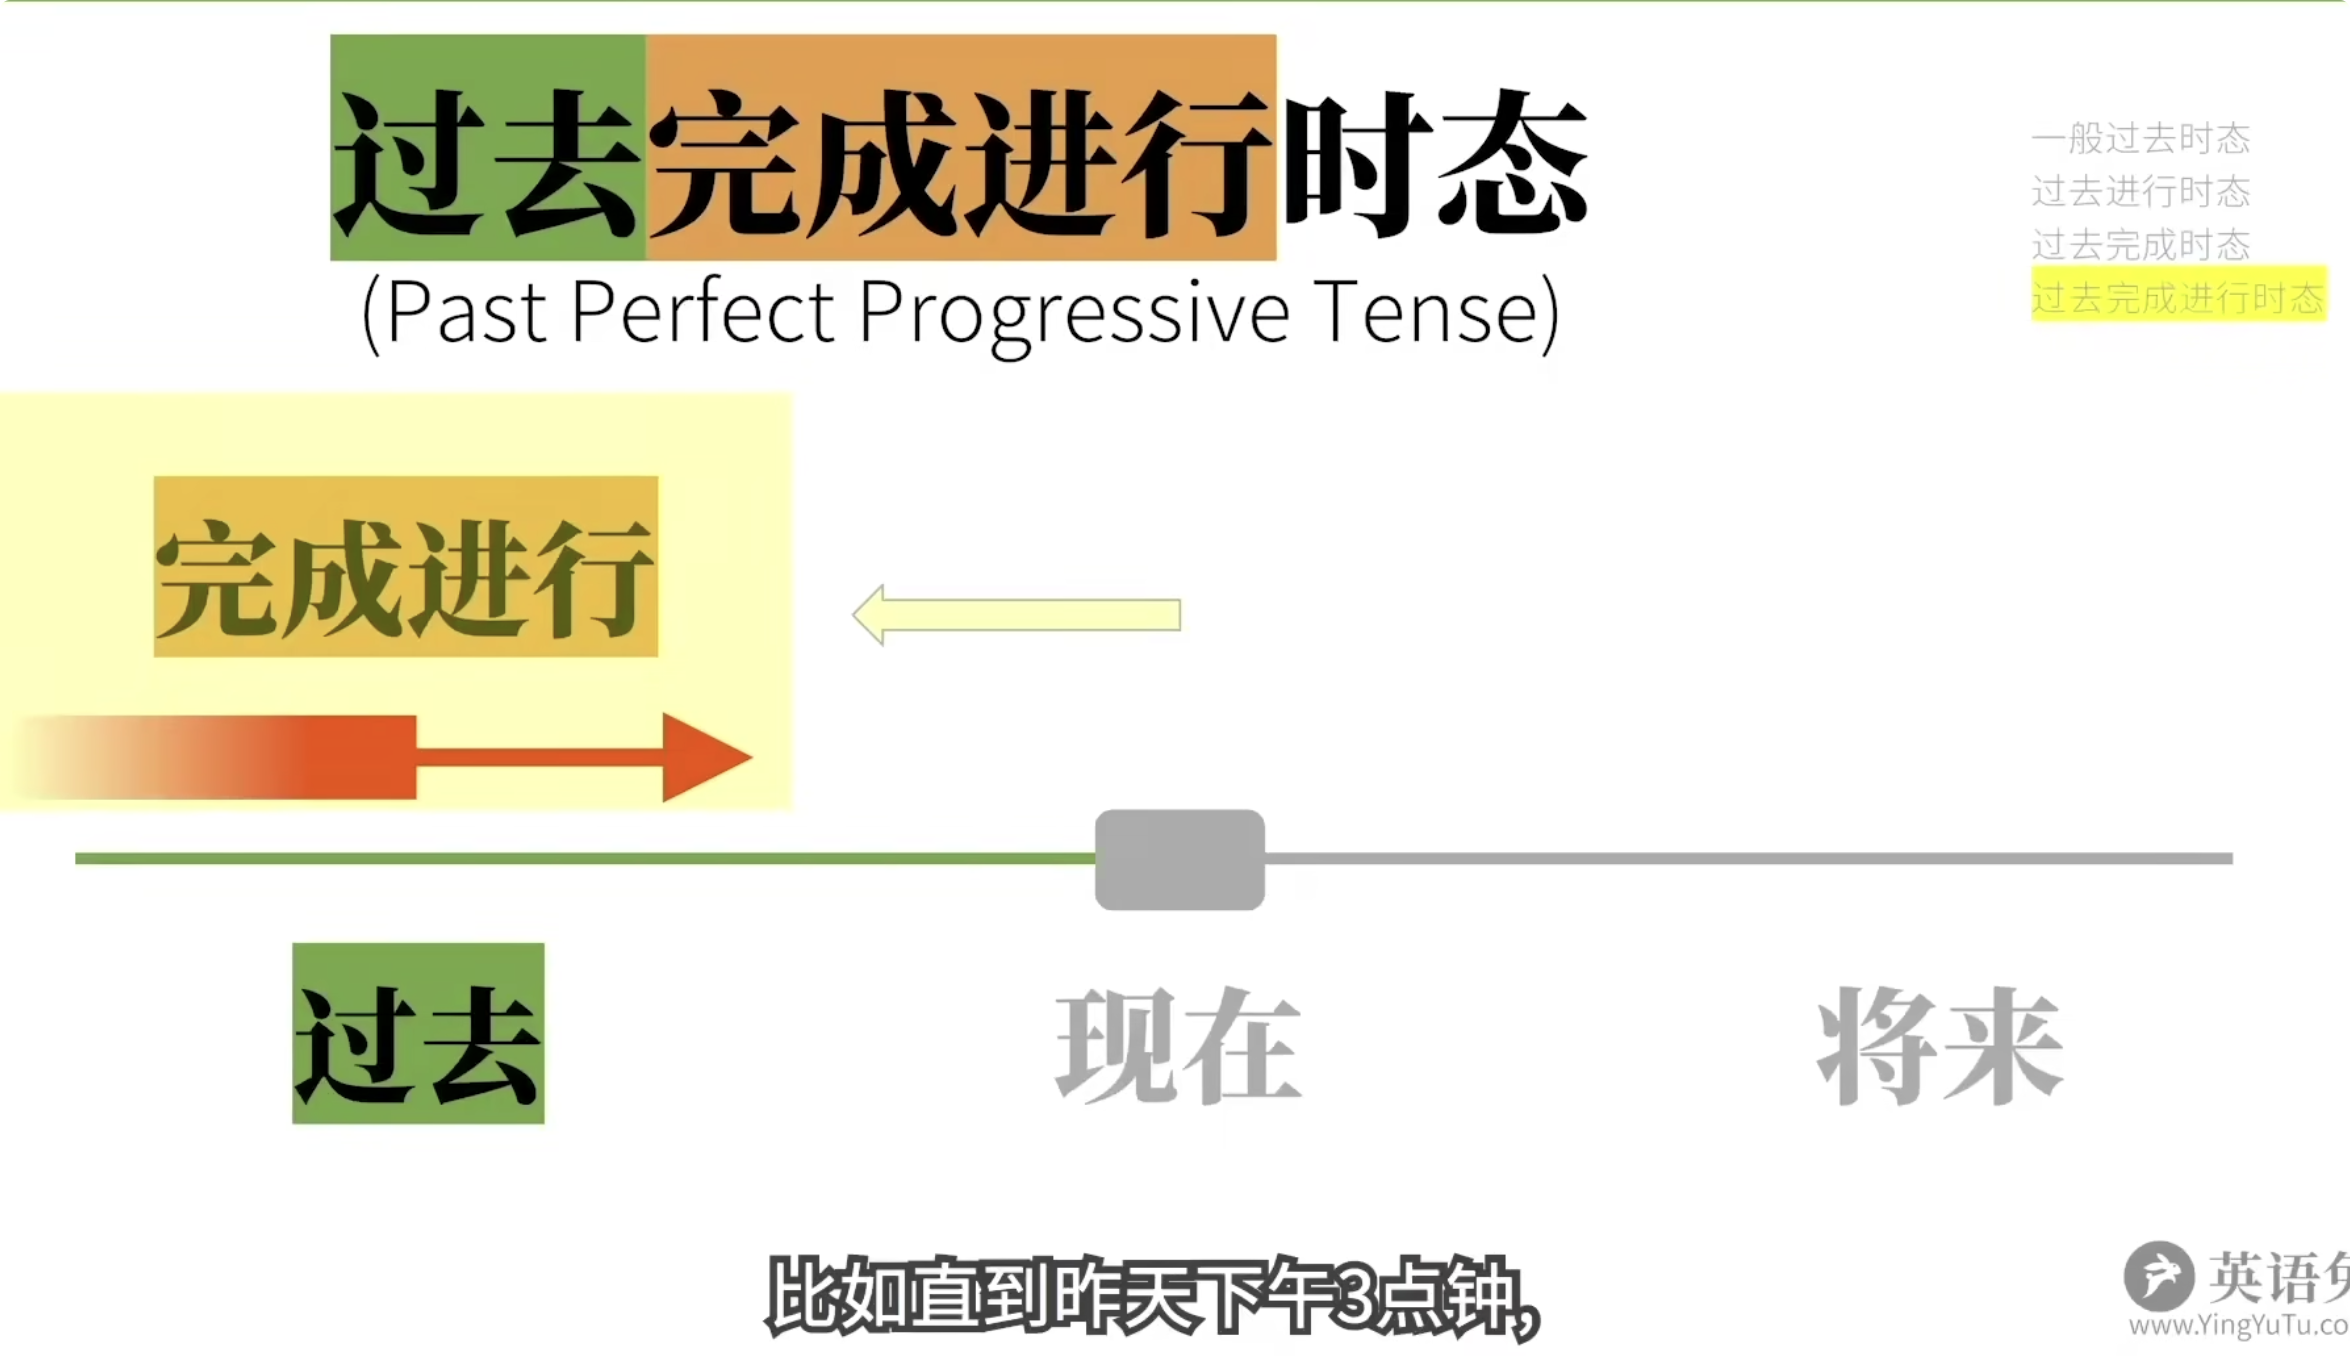 过去完成进行时态
(Past Perfect Progressive Tense)
一般过去时态
过去进行时态
过去完成时态
过去完成进行时态
完成进行
过去
现在
将来
比如直到昨天下午3点钟,
英语
www.YingYuTu.co